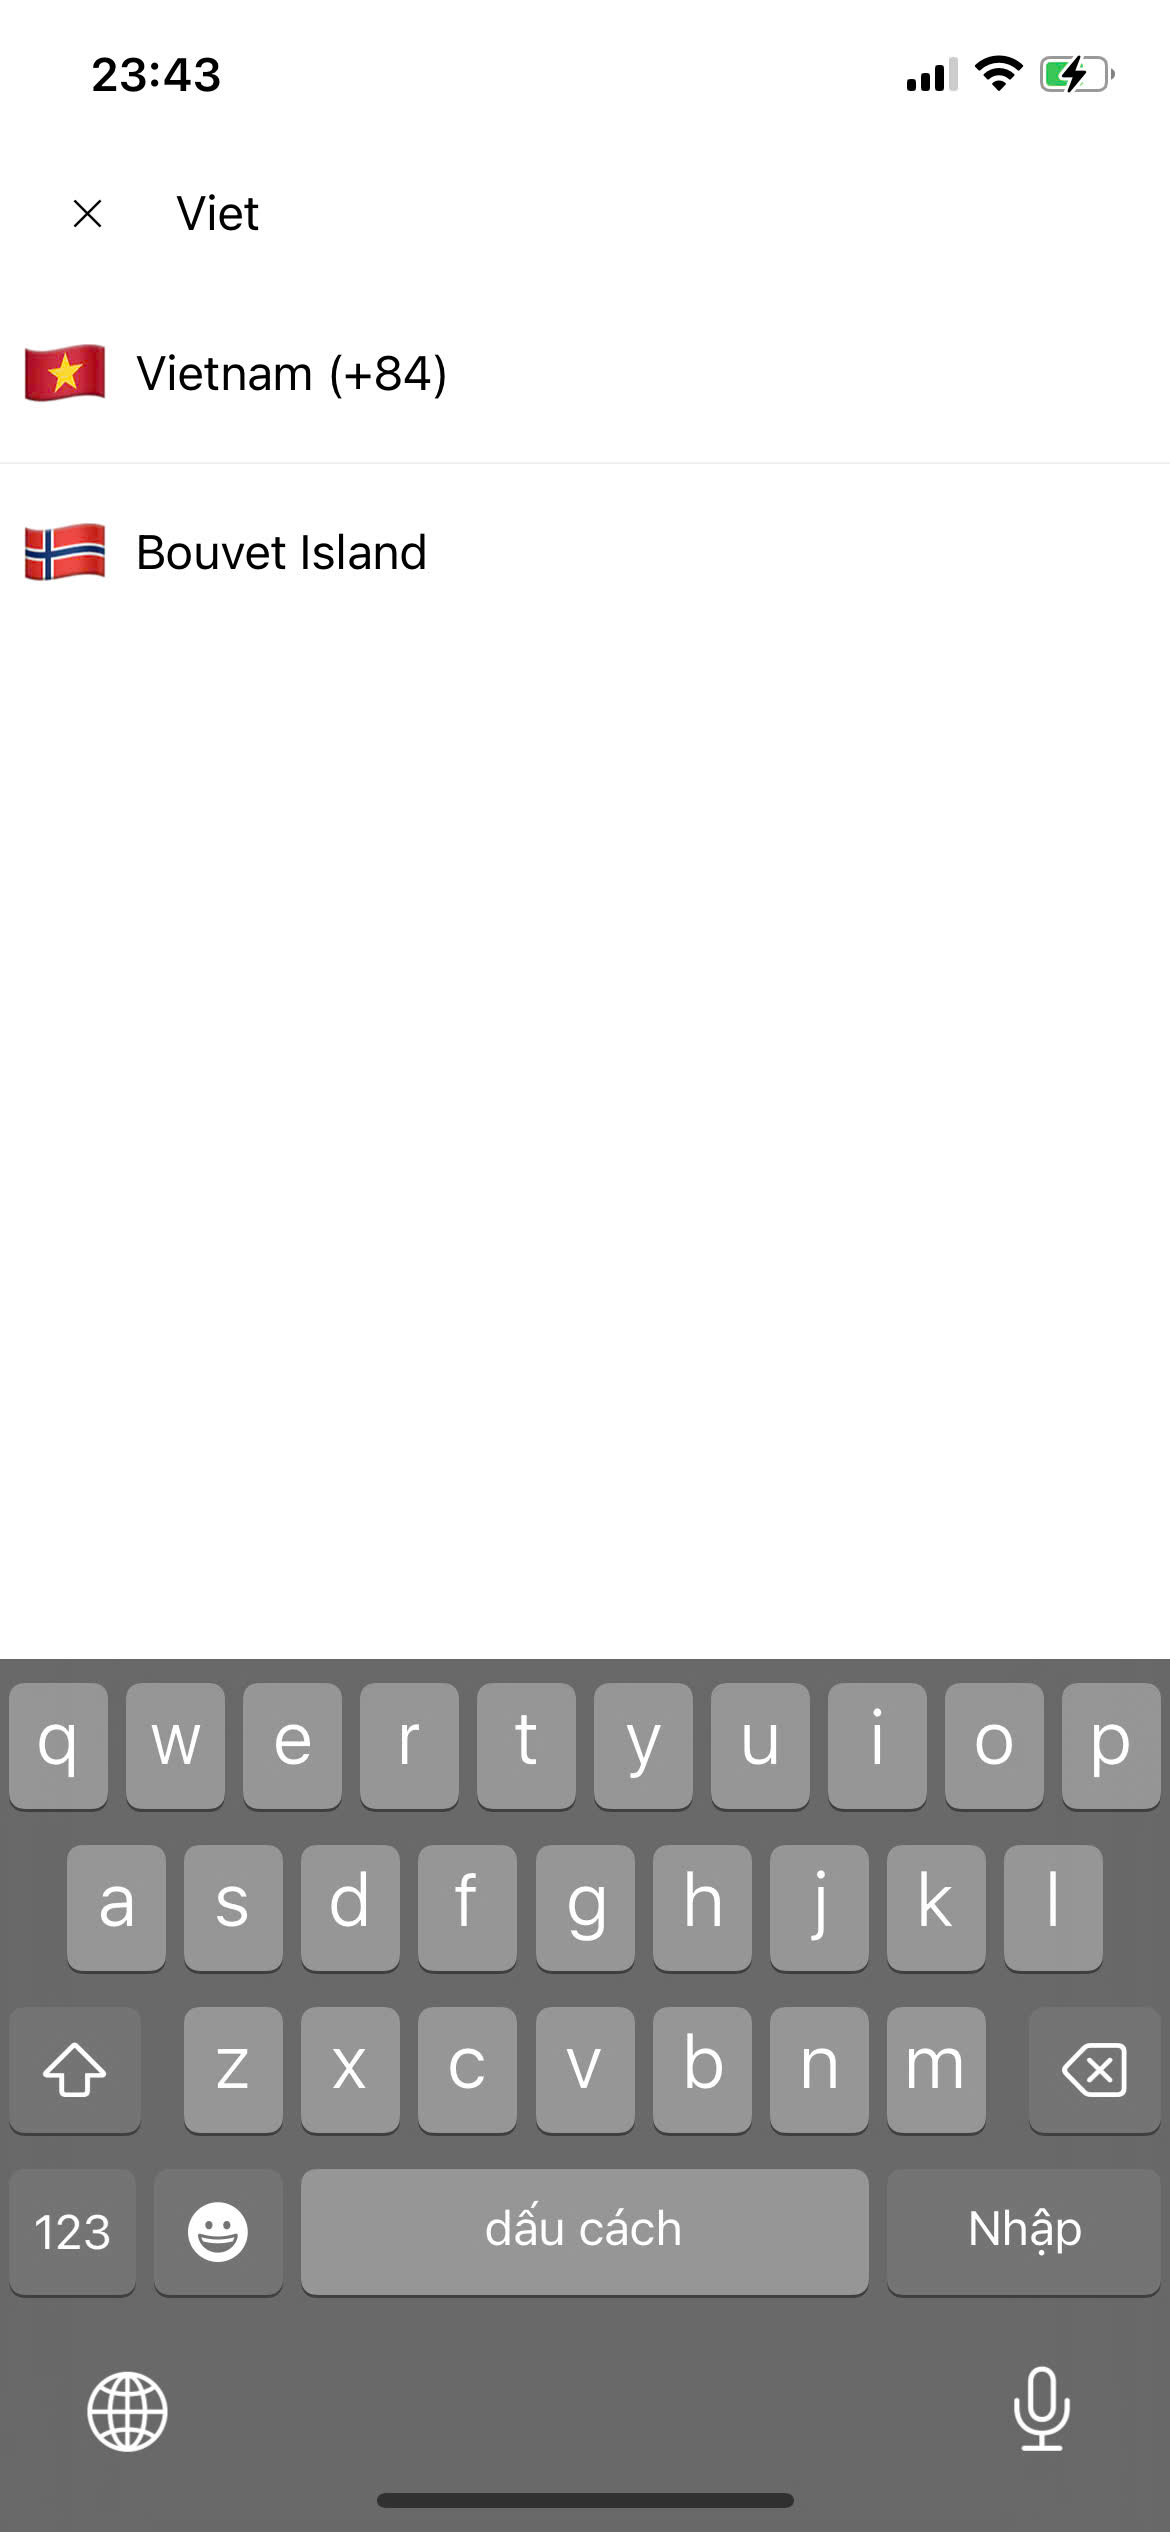 23:43
Viet
Vietnam (+84)
Bouvet Island
q w e r t y u i o p
a s d f g h j k l
z x c v b n m
123 dấu cách Nhập